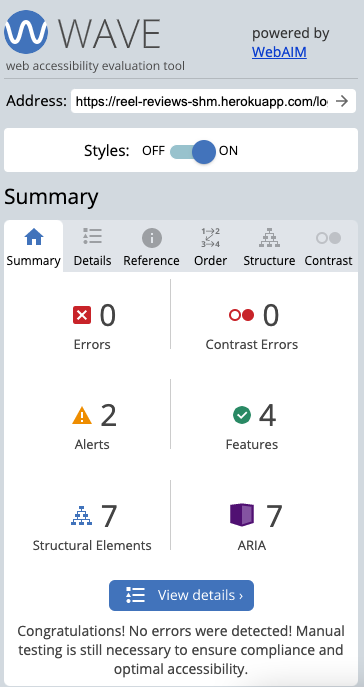 WAVE
web accessibility evaluation tool
powered by
WebAIM
Address: https://reel-reviews-shm.herokuapp.com/lo
Styles: OFF ON
Summary
Summary Details Reference Order Structure Contrast
0 0
Errors Contrast Errors
2 4
Alerts Features
7 7
Structural Elements ARIA
View details ›
Congratulations! No errors were detected! Manual
testing is still necessary to ensure compliance and
optimal accessibility.